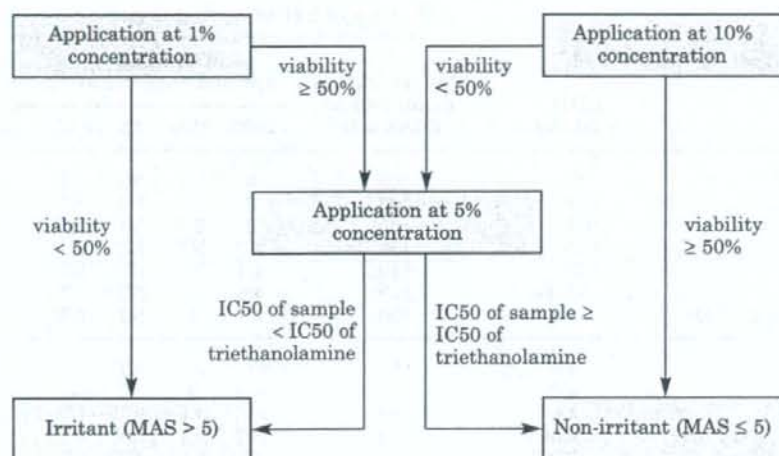 Application at 1%
concentration
Application at 10%
concentration
viability
≥ 50%
viability
< 50%
Application at 5%
concentration
viability
< 50%
viability
≥ 50%
IC50 of sample
< IC50 of
triethanolamine
IC50 of sample ≥
IC50 of
triethanolamine
Irritant (MAS > 5)
Non-irritant (MAS ≤ 5)